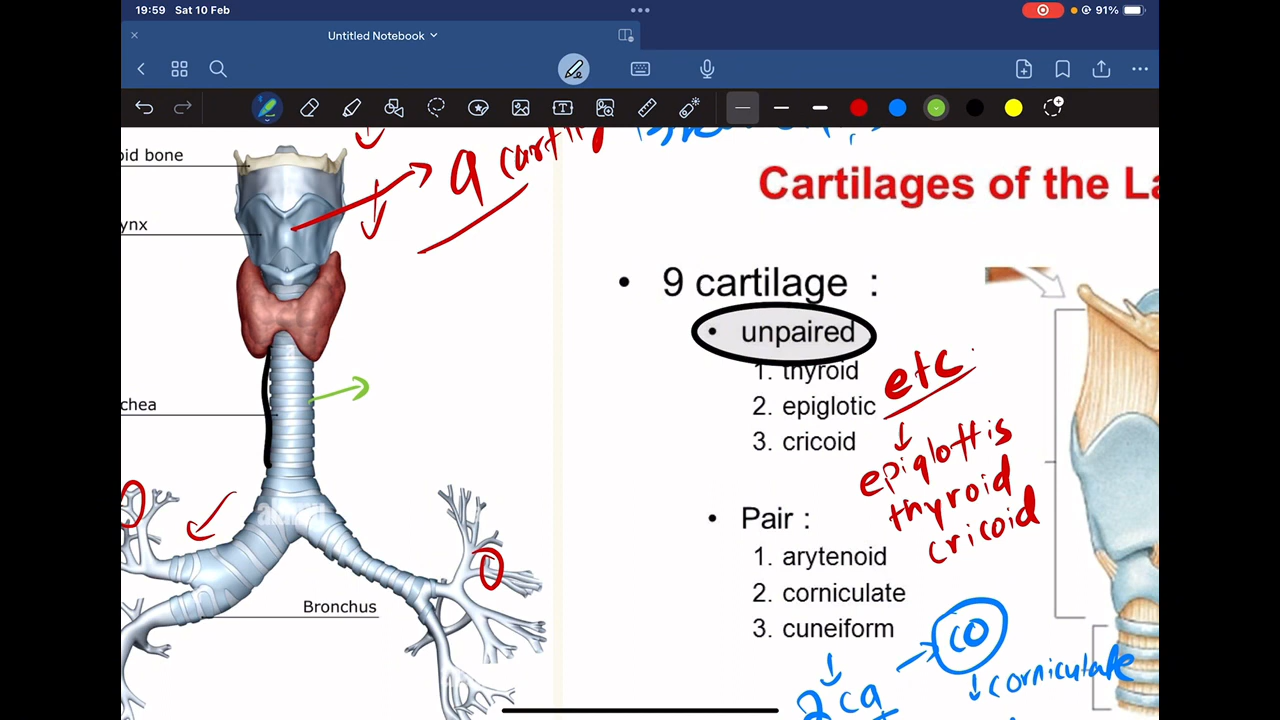 19:59 Sat 10 Feb
91%
Untitled Notebook
oid bone
9 cartilag
Cartilages of the La
ynx
• 9 cartilage :
• unpaired
1. thyroid
etc
2. epiglotic
chea
3. cricoid
epiglottis
thyroid
cricoid
• Pair :
1. arytenoid
2. corniculate
Bronchus
3. cuneiform
co
corniculate